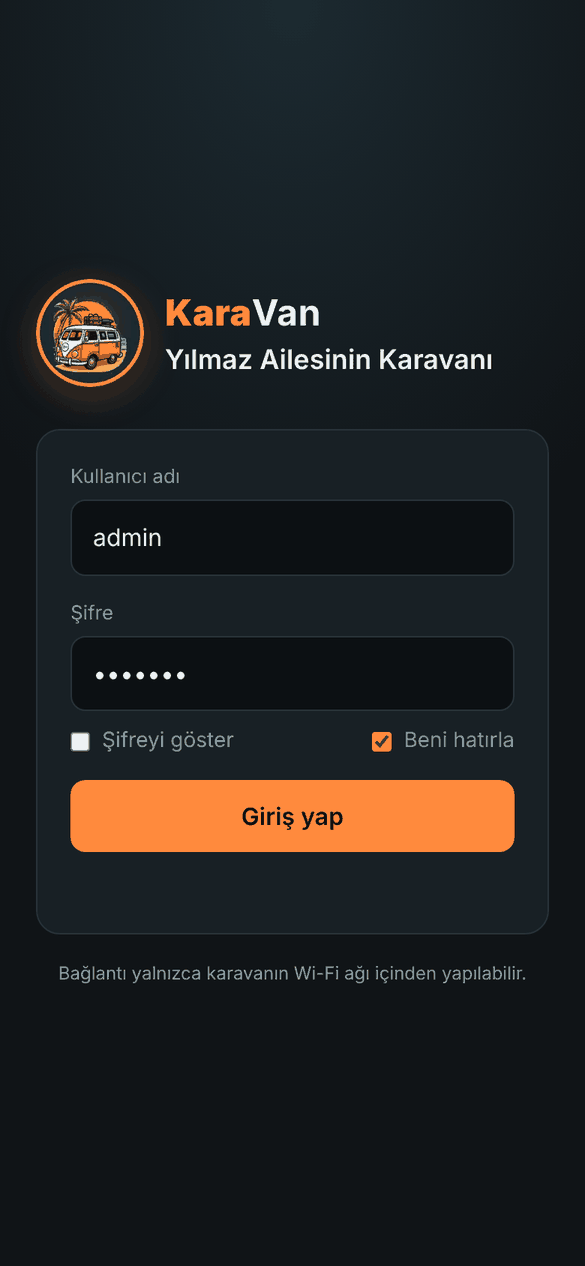 KaraVan
Yılmaz Ailesinin Karavanı
Kullanıcı adı
admin
Şifre
•••••••
Şifreyi göster
Beni hatırla
Giriş yap
Bağlantı yalnızca karavanın Wi-Fi ağı içinden yapılabilir.